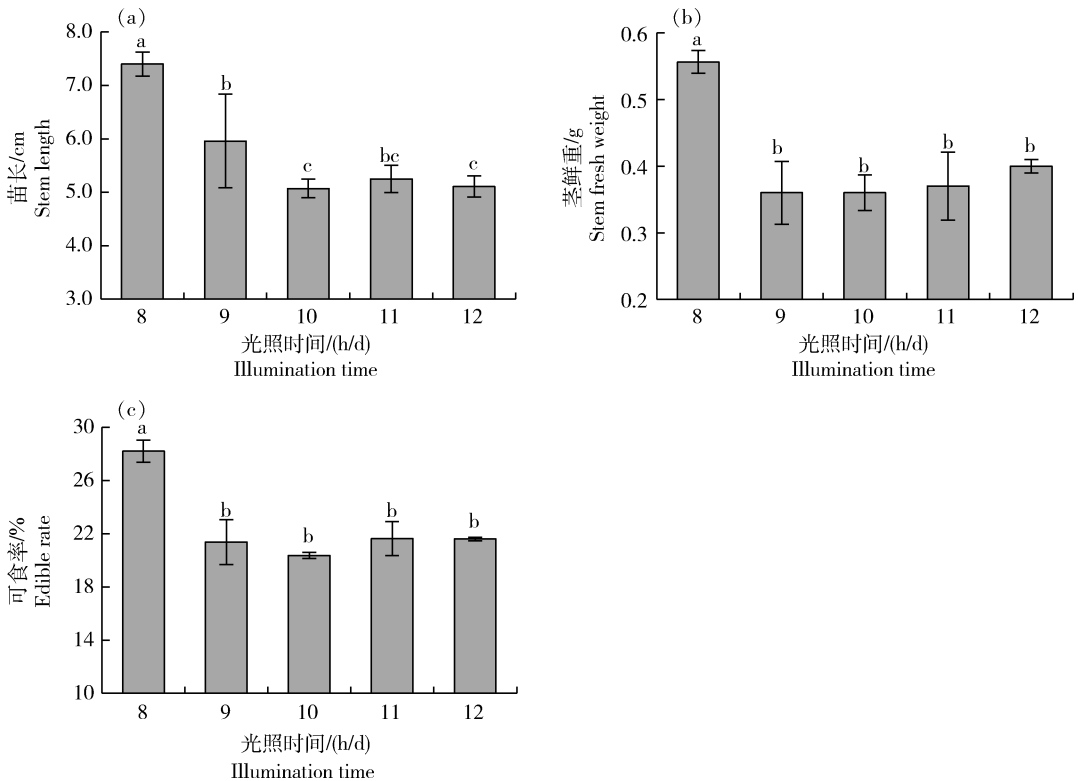 (a)
苗长/cm
Stem length
8.0
7.0
6.0
5.0
4.0
3.0
a
b
c
bc
c
8 9 10 11 12
光照时间/(h/d)
Illumination time
(b)
茎鲜重/g
Stem fresh weight
0.6
0.5
0.4
0.3
0.2
a
b
b
b
b
8 9 10 11 12
光照时间/(h/d)
Illumination time
(c)
可食率/%
Edible rate
30
26
22
18
14
10
a
b
b
b
b
8 9 10 11 12
光照时间/(h/d)
Illumination time